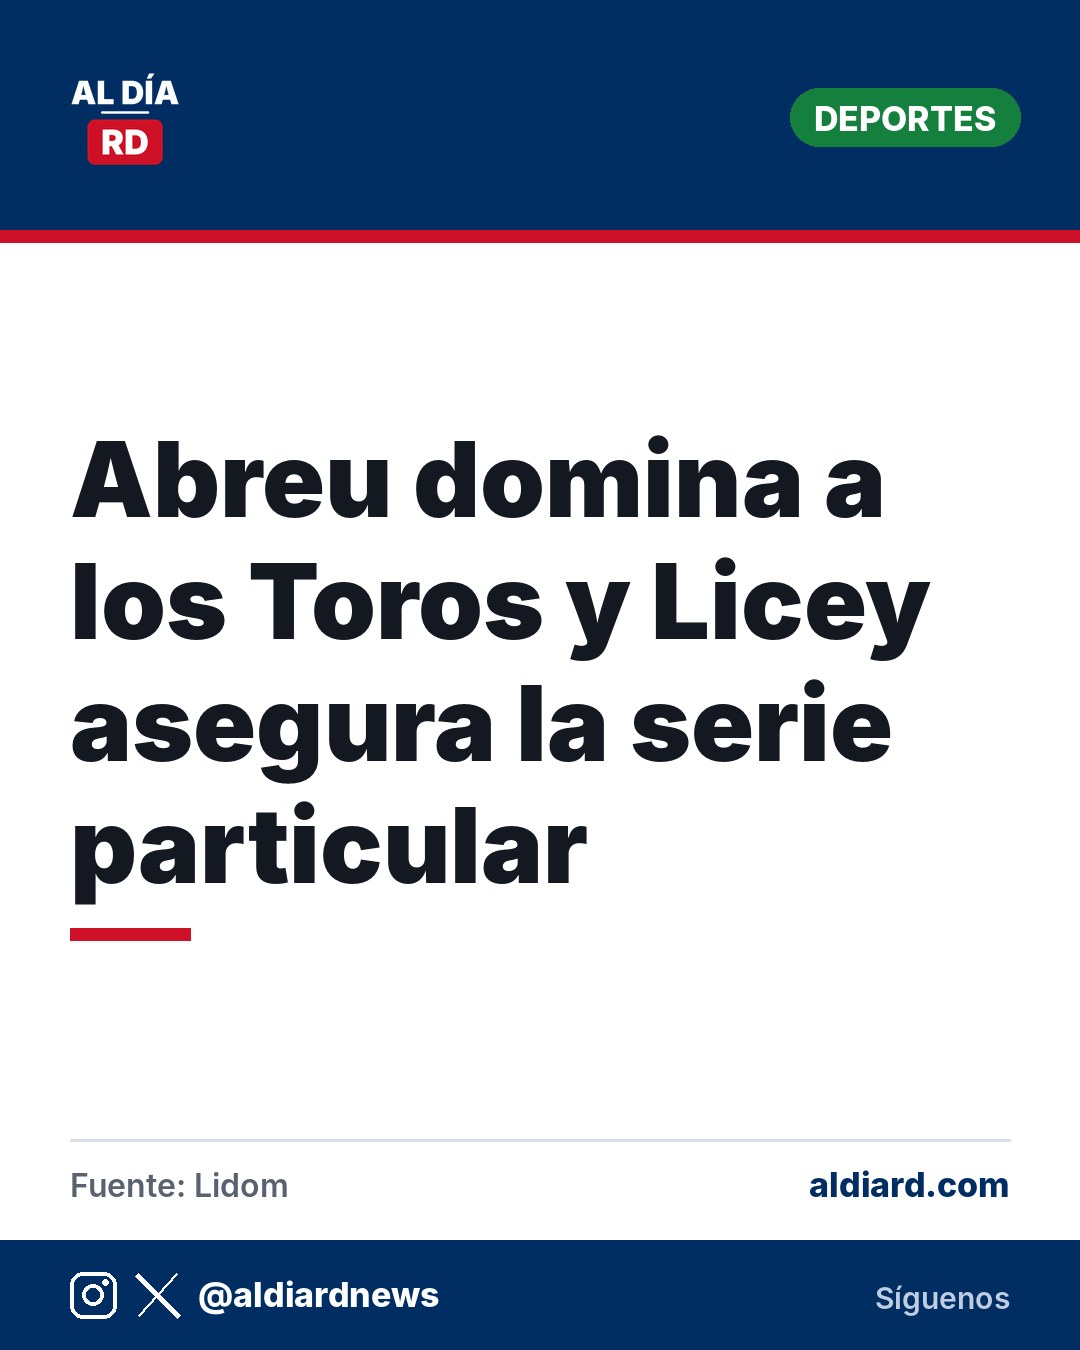 AL DÍA
RD
DEPORTES
Abreu domina a
los Toros y Licey
asegura la serie
particular
Fuente: Lidom
aldiard.com
@aldiardnews
Síguenos